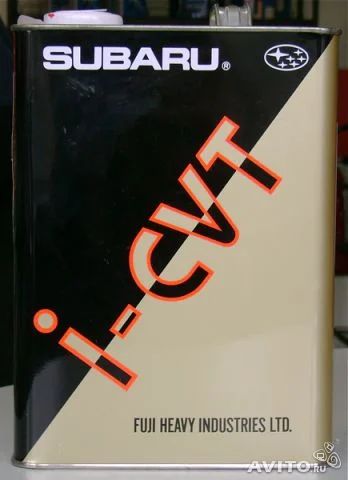 SUBARU®
i-CVT
FUJI HEAVY INDUSTRIES LTD.
AVITO.ru